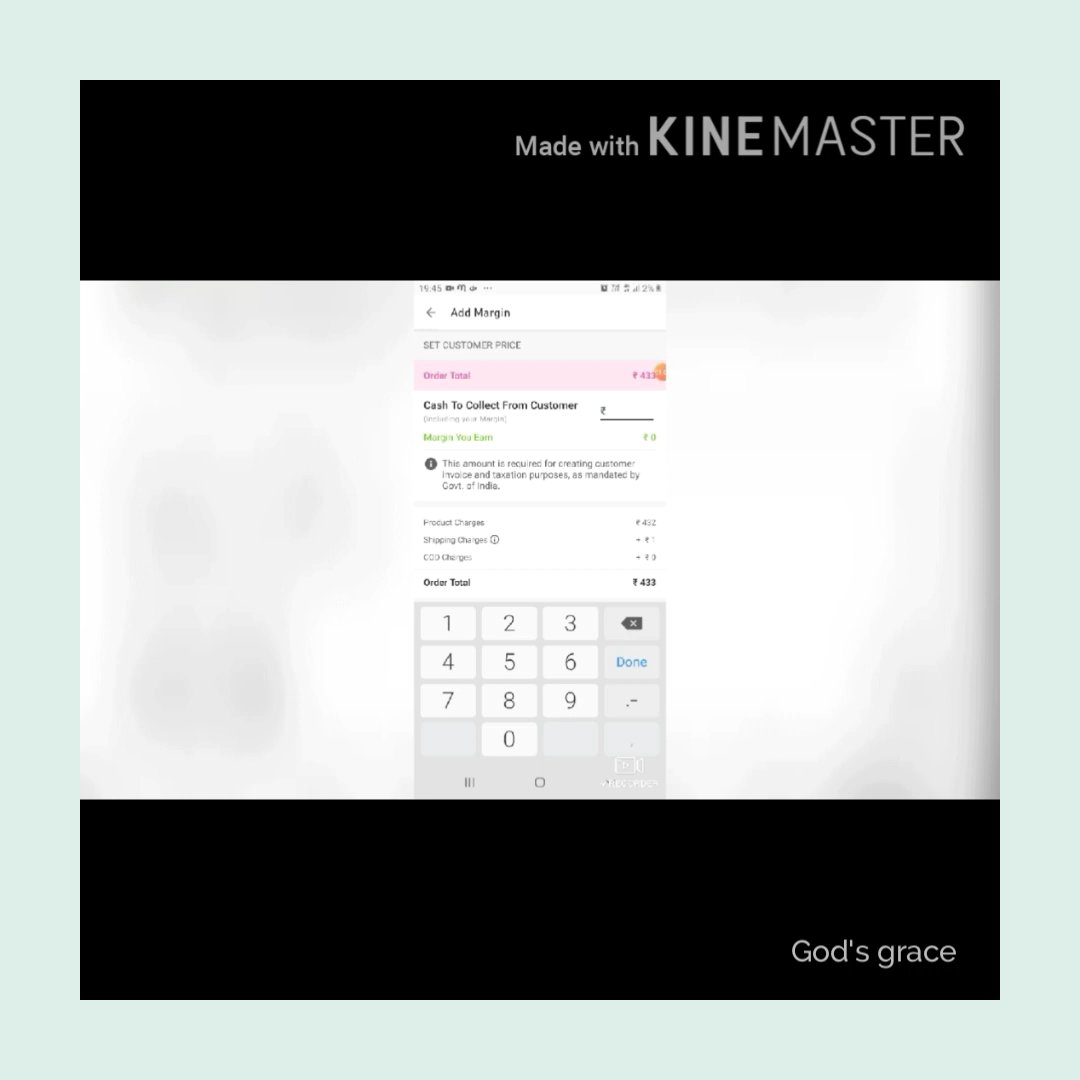 Made with KINEMASTER
19:45
2%
Add Margin
SET CUSTOMER PRICE
Order Total ₹ 433
Cash To Collect From Customer ₹
(including your Margin)
Margin You Earn ₹ 0
This amount is required for creating customer
invoice and taxation purposes, as mandated by
Govt. of India.
Product Charges ₹ 432
Shipping Charges + ₹ 1
COD Charges + ₹ 0
Order Total ₹ 433
1 2 3
4 5 6 Done
7 8 9 .-
0 ,
RECORDER
God's grace